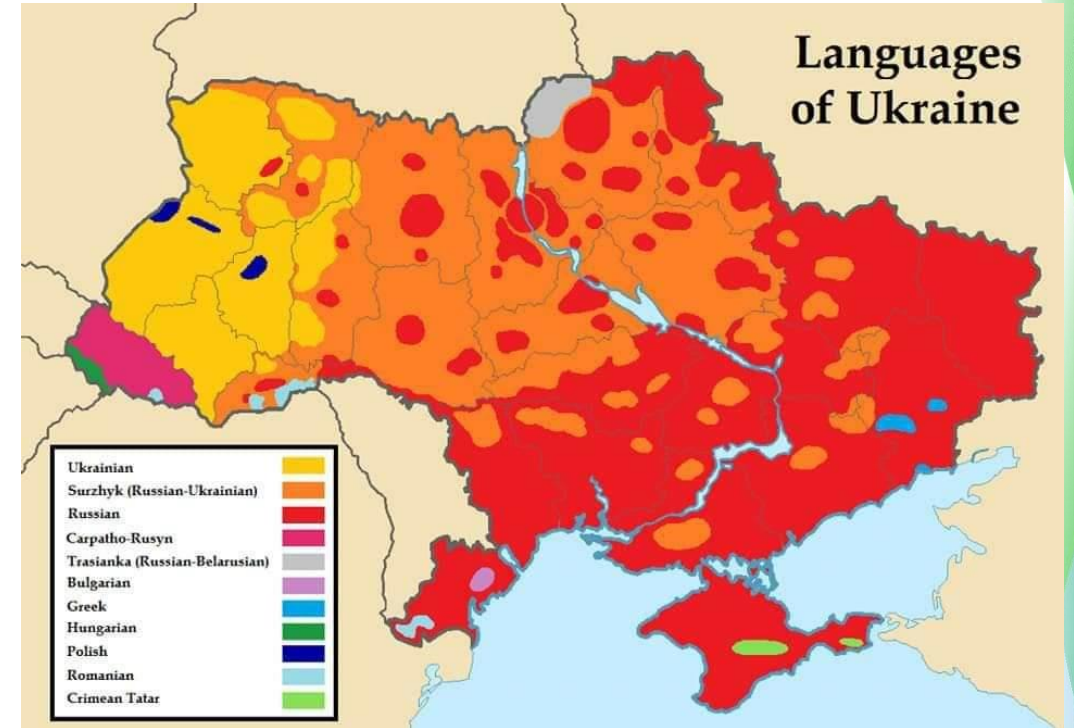 Languages
of Ukraine
Ukrainian
Surzhyk (Russian-Ukrainian)
Russian
Carpatho-Rusyn
Trasianka (Russian-Belarusian)
Bulgarian
Greek
Hungarian
Polish
Romanian
Crimean Tatar